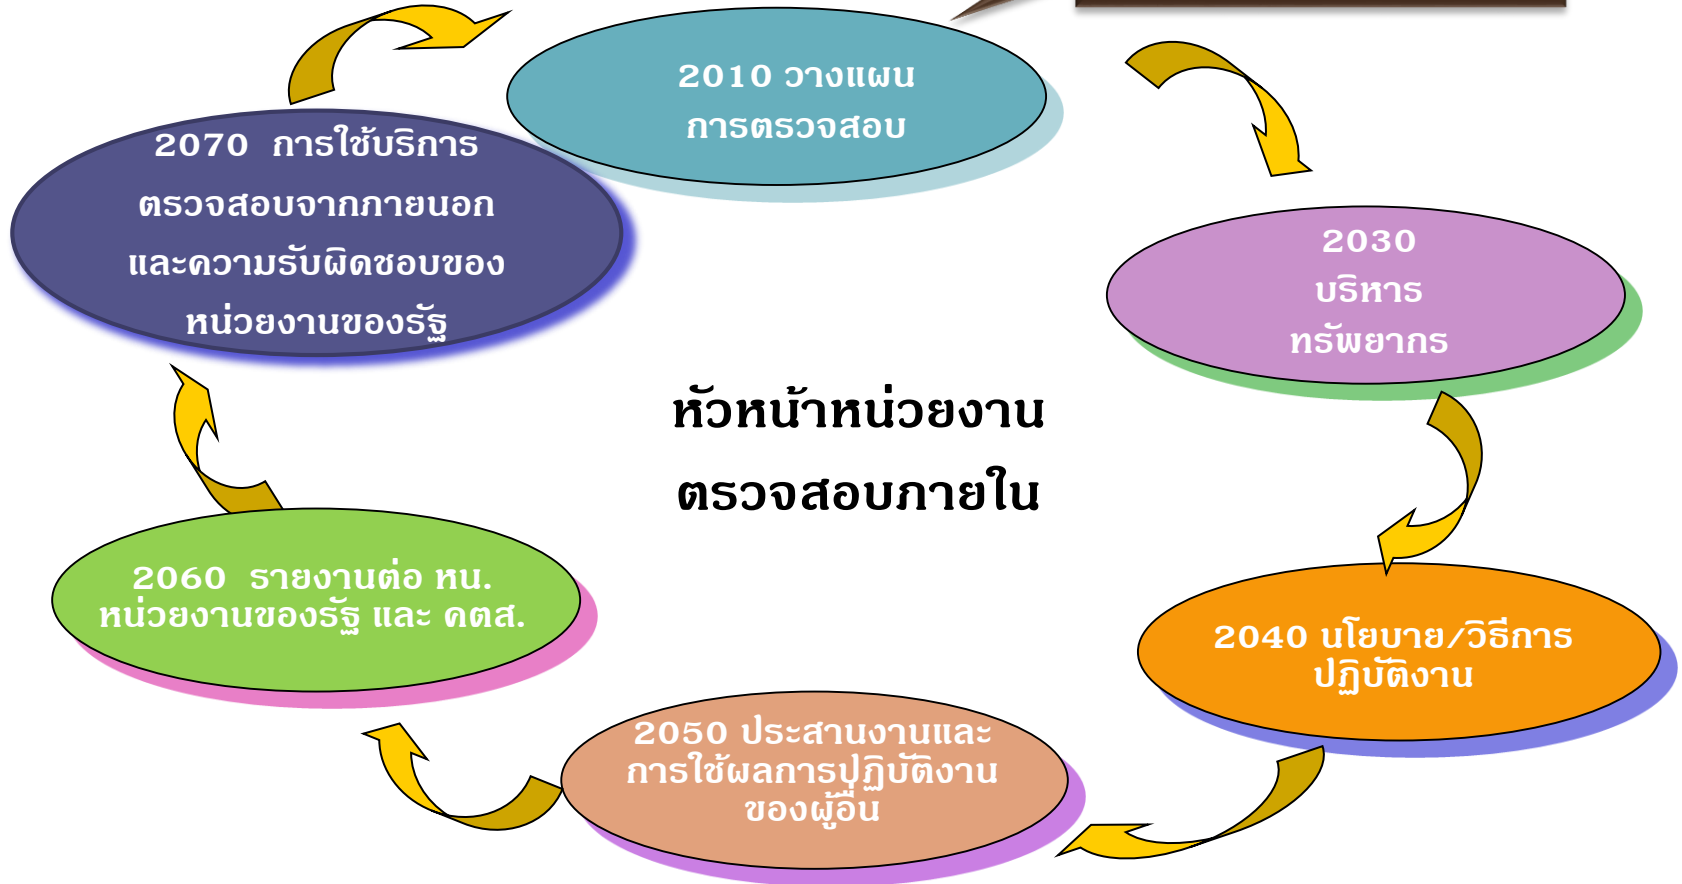 2010 วางแผน
การตรวจสอบ
2070 การใช้บริการ
ตรวจสอบจากภายนอก
และความรับผิดชอบของ
หน่วยงานของรัฐ
2030
บริหาร
ทรัพยากร
หัวหน้าหน่วยงาน
ตรวจสอบภายใน
2060 รายงานต่อ หน.
หน่วยงานของรัฐ และ คตส.
2040 นโยบาย/วิธีการ
ปฏิบัติงาน
2050 ประสานงานและ
การใช้ผลการปฏิบัติงาน
ของผู้อื่น